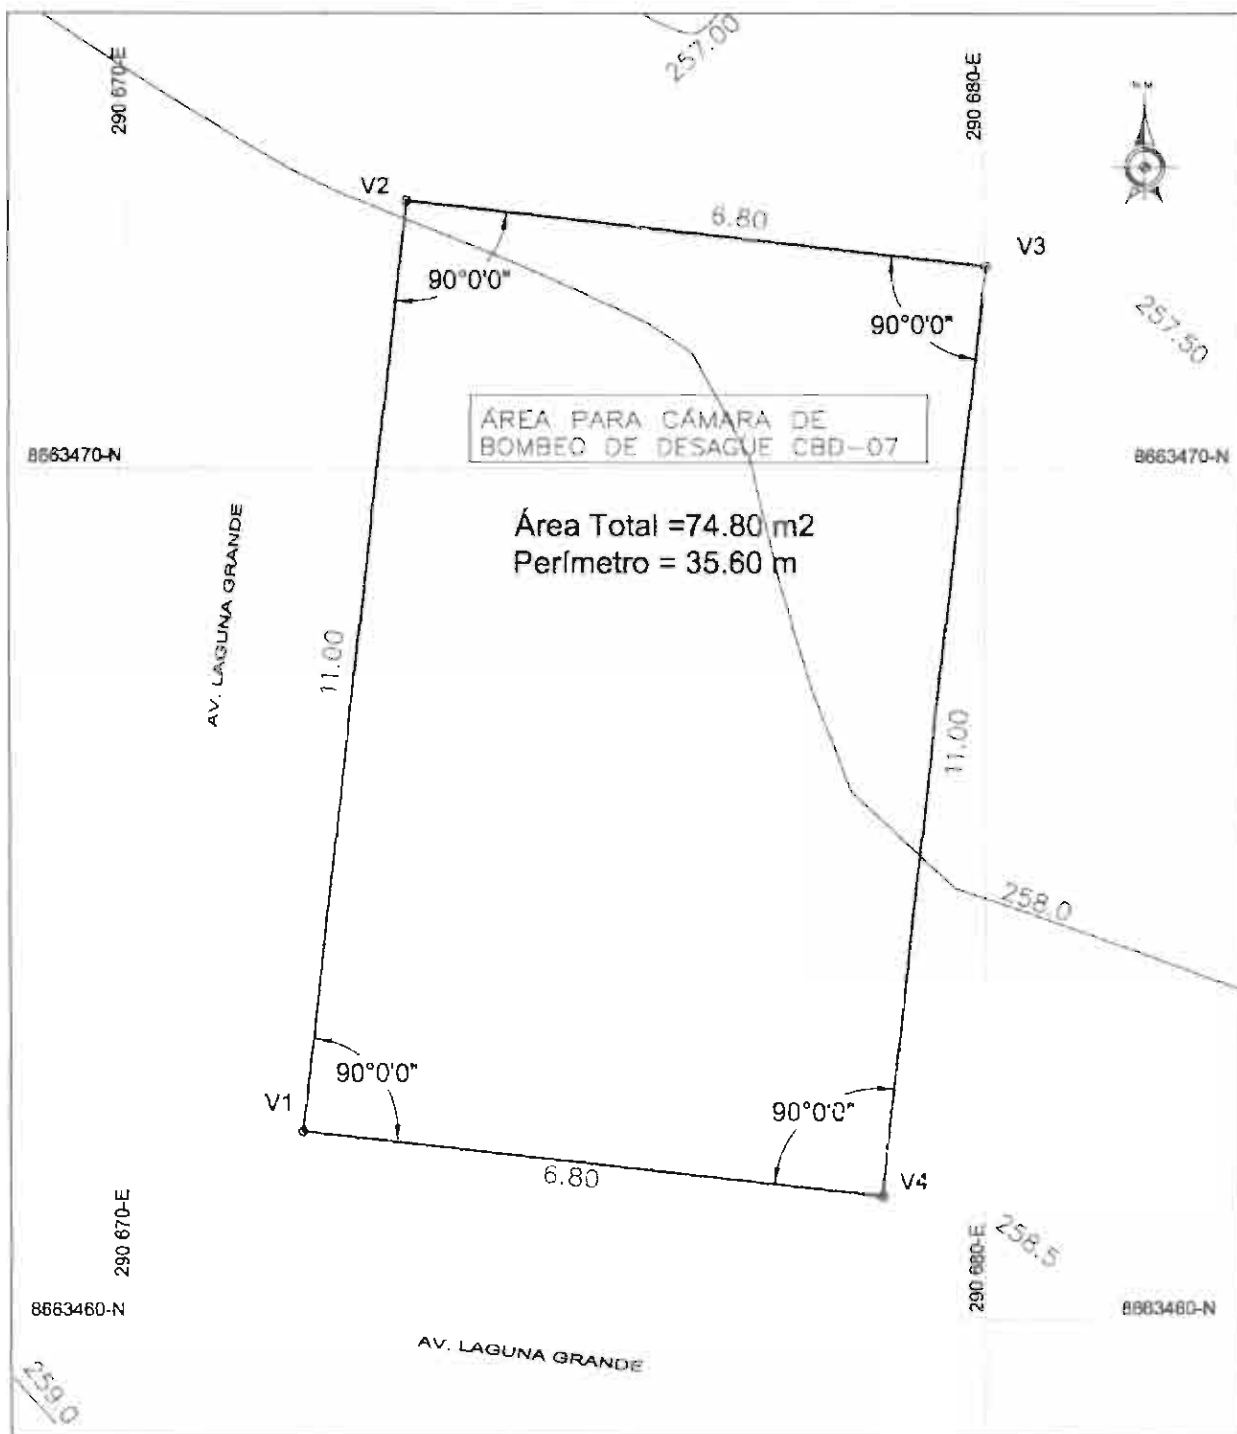 257.00
290 670-E
290 680-E
V2
6.80
V3
90°0'0"
90°0'0"
257.50
ÁREA PARA CÁMARA DE
BOMBEO DE DESAGUE CBD-07
8663470-N
8663470-N
Área Total =74.80 m2
Perímetro = 35.60 m
AV. LAGUNA GRANDE
11.00
11.00
258.0
90°0'0"
V1
90°0'0"
6.80
V4
290 670-E
290 680-E
258.5
8663460-N
8663460-N
AV. LAGUNA GRANDE
259.0